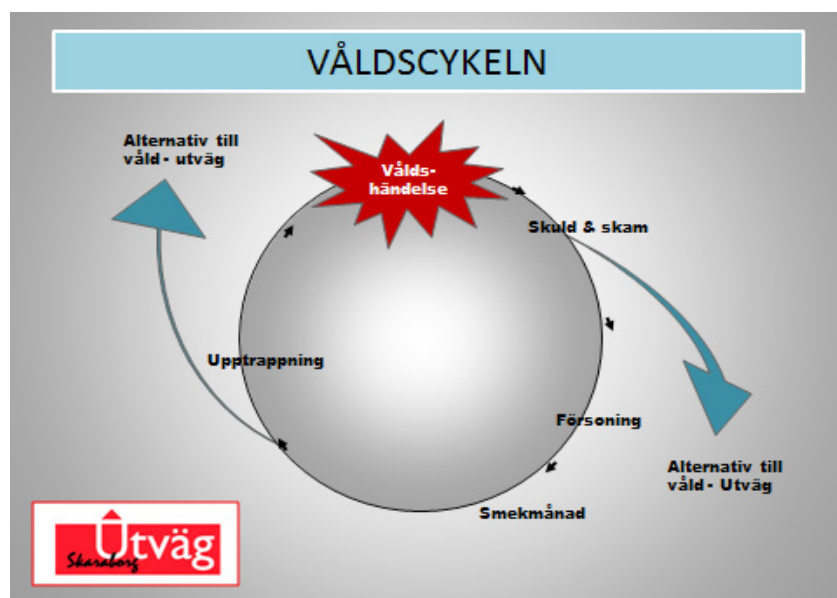 VÅLDSCYKELN
Alternativ till
våld - utväg
Vålds-
händelse
Skuld & skam
Upptrappning
Försoning
Alternativ till
våld - Utväg
Smekmånad
Utväg
Skaraborg